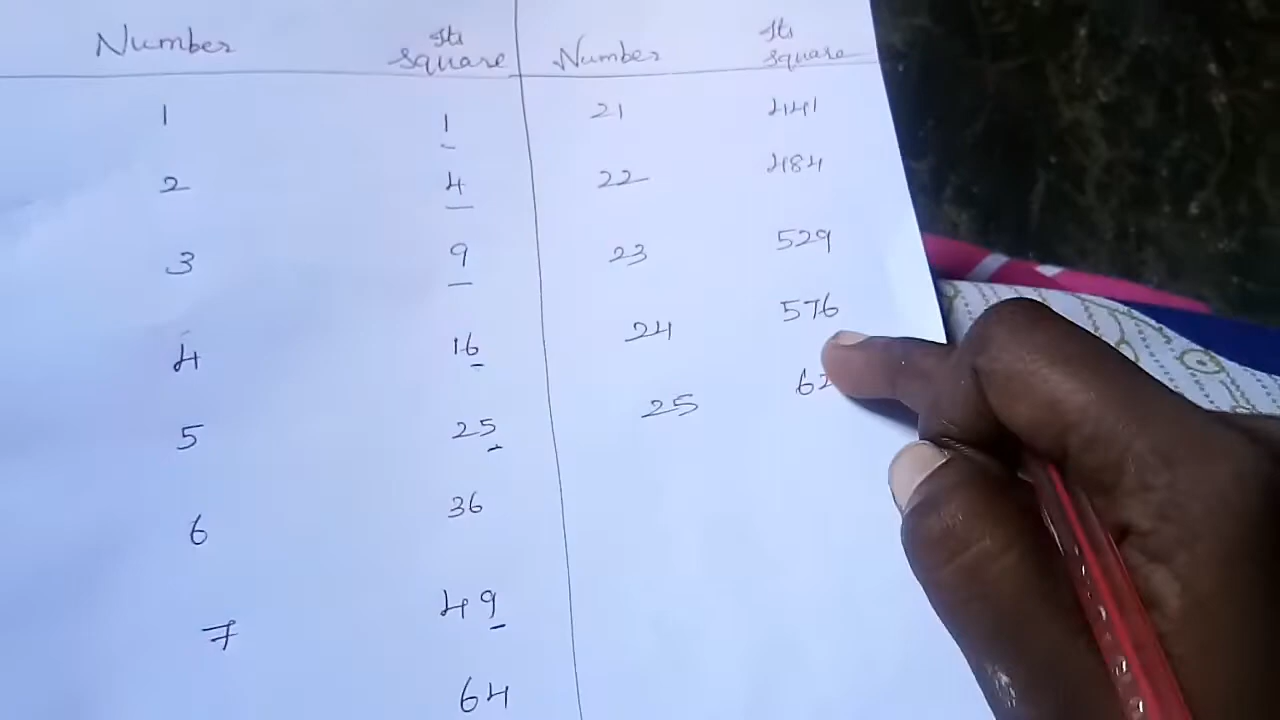 Number Its square Number Its square
1 1 21 441
2 4 22 484
3 9 23 529
4 16 24 576
5 25 25 62
6 36
7 49
64